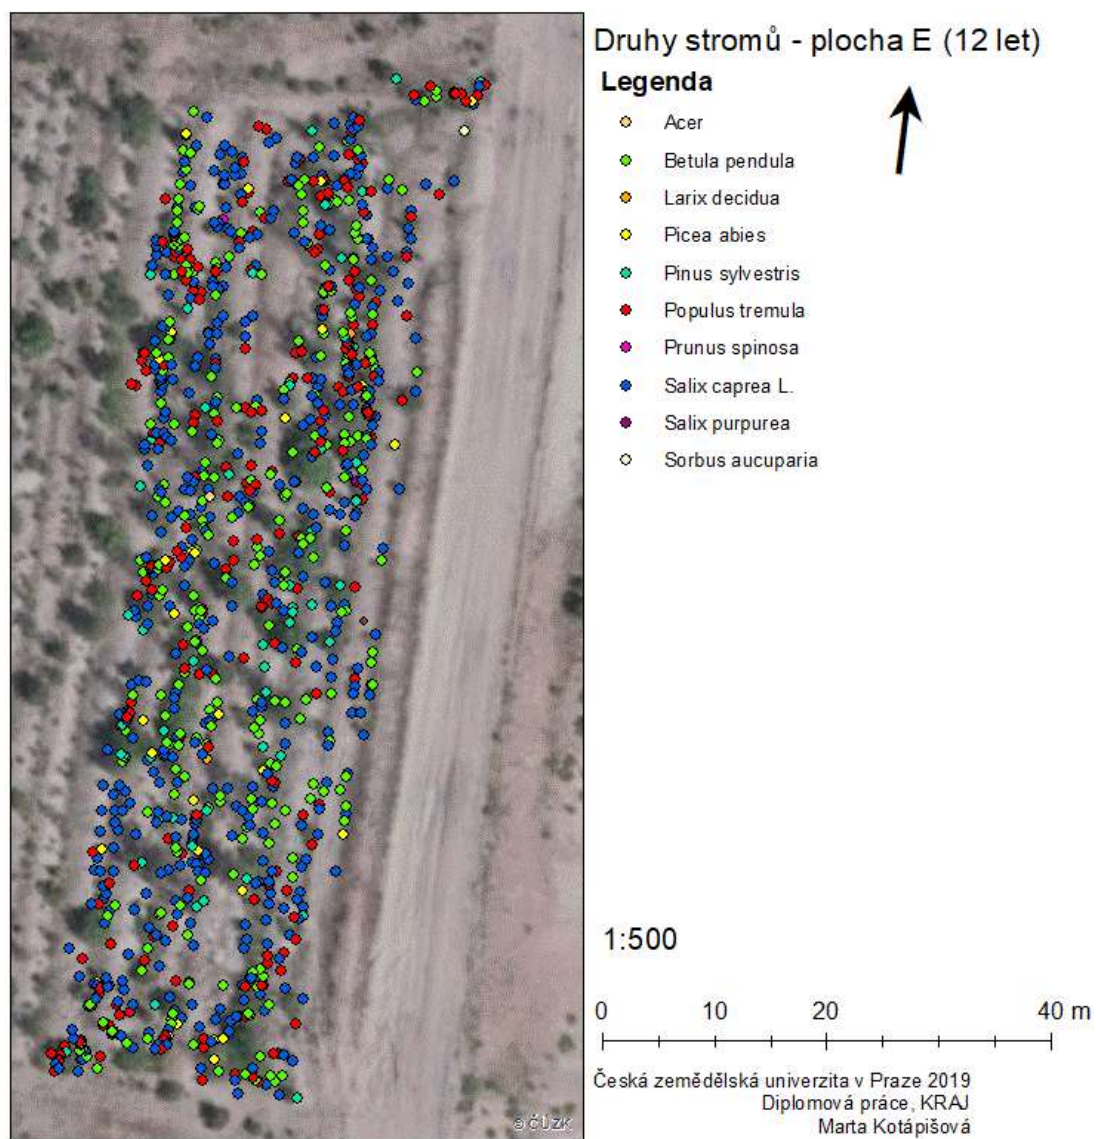 Druhy stromů - plocha E (12 let)
Legenda
Acer
Betula pendula
Larix decidua
Picea abies
Pinus sylvestris
Populus tremula
Prunus spinosa
Salix caprea L.
Salix purpurea
Sorbus aucuparia
1:500
0 10 20 40 m
Česká zemědělská univerzita v Praze 2019
Diplomová práce, KRAJ
Marta Kotápišová
© ČÚZK